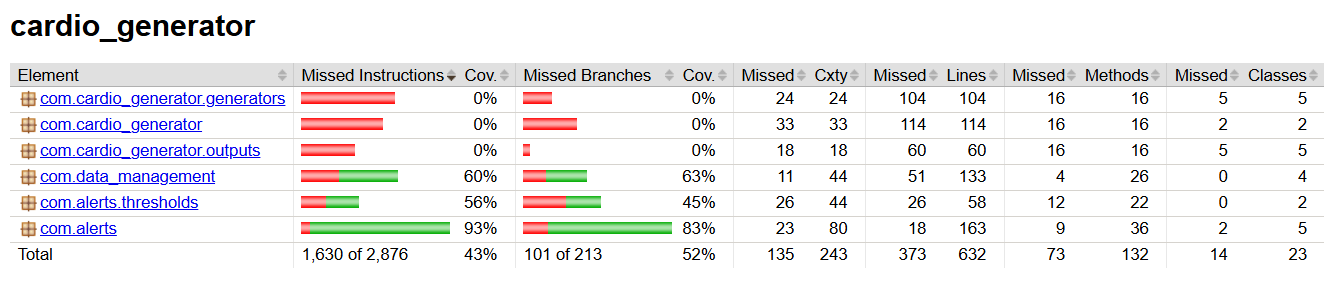 cardio_generator
Element Missed Instructions Cov. Missed Branches Cov. Missed Cxty Missed Lines Missed Methods Missed Classes
com.cardio_generator.generators 0% 0% 24 24 104 104 16 16 5 5
com.cardio_generator 0% 0% 33 33 114 114 16 16 2 2
com.cardio_generator.outputs 0% 0% 18 18 60 60 16 16 5 5
com.data_management 60% 63% 11 44 51 133 4 26 0 4
com.alerts.thresholds 56% 45% 26 44 26 58 12 22 0 2
com.alerts 93% 83% 23 80 18 163 9 36 2 5
Total 1,630 of 2,876 43% 101 of 213 52% 135 243 373 632 73 132 14 23